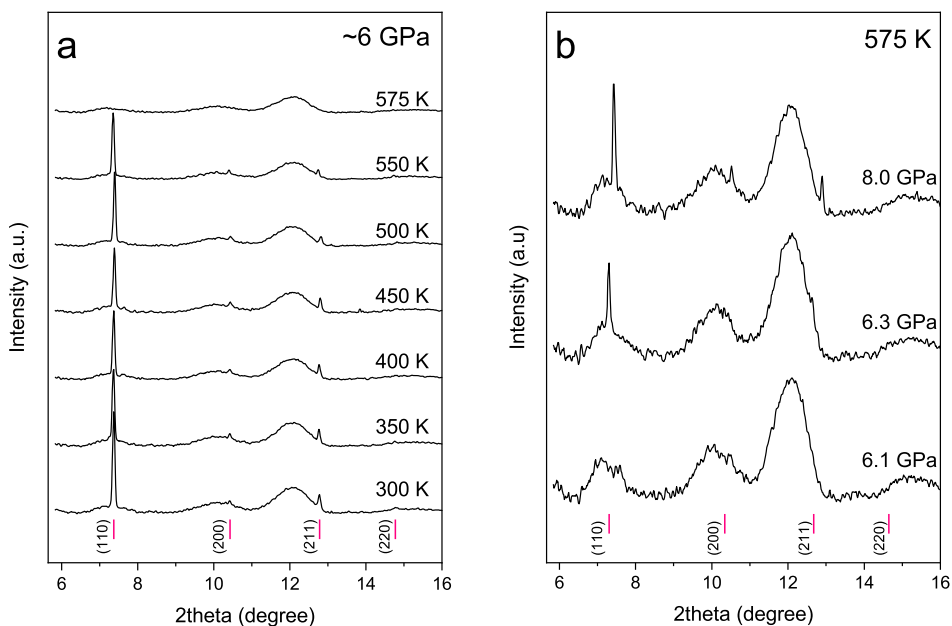 a
~6 GPa
575 K
550 K
500 K
450 K
400 K
350 K
300 K
(110)
(200)
(211)
(220)
6 8 10 12 14 16
2theta (degree)
Intensity (a.u.)
b
575 K
8.0 GPa
6.3 GPa
6.1 GPa
(110)
(200)
(211)
(220)
6 8 10 12 14 16
2theta (degree)
Intensity (a.u)